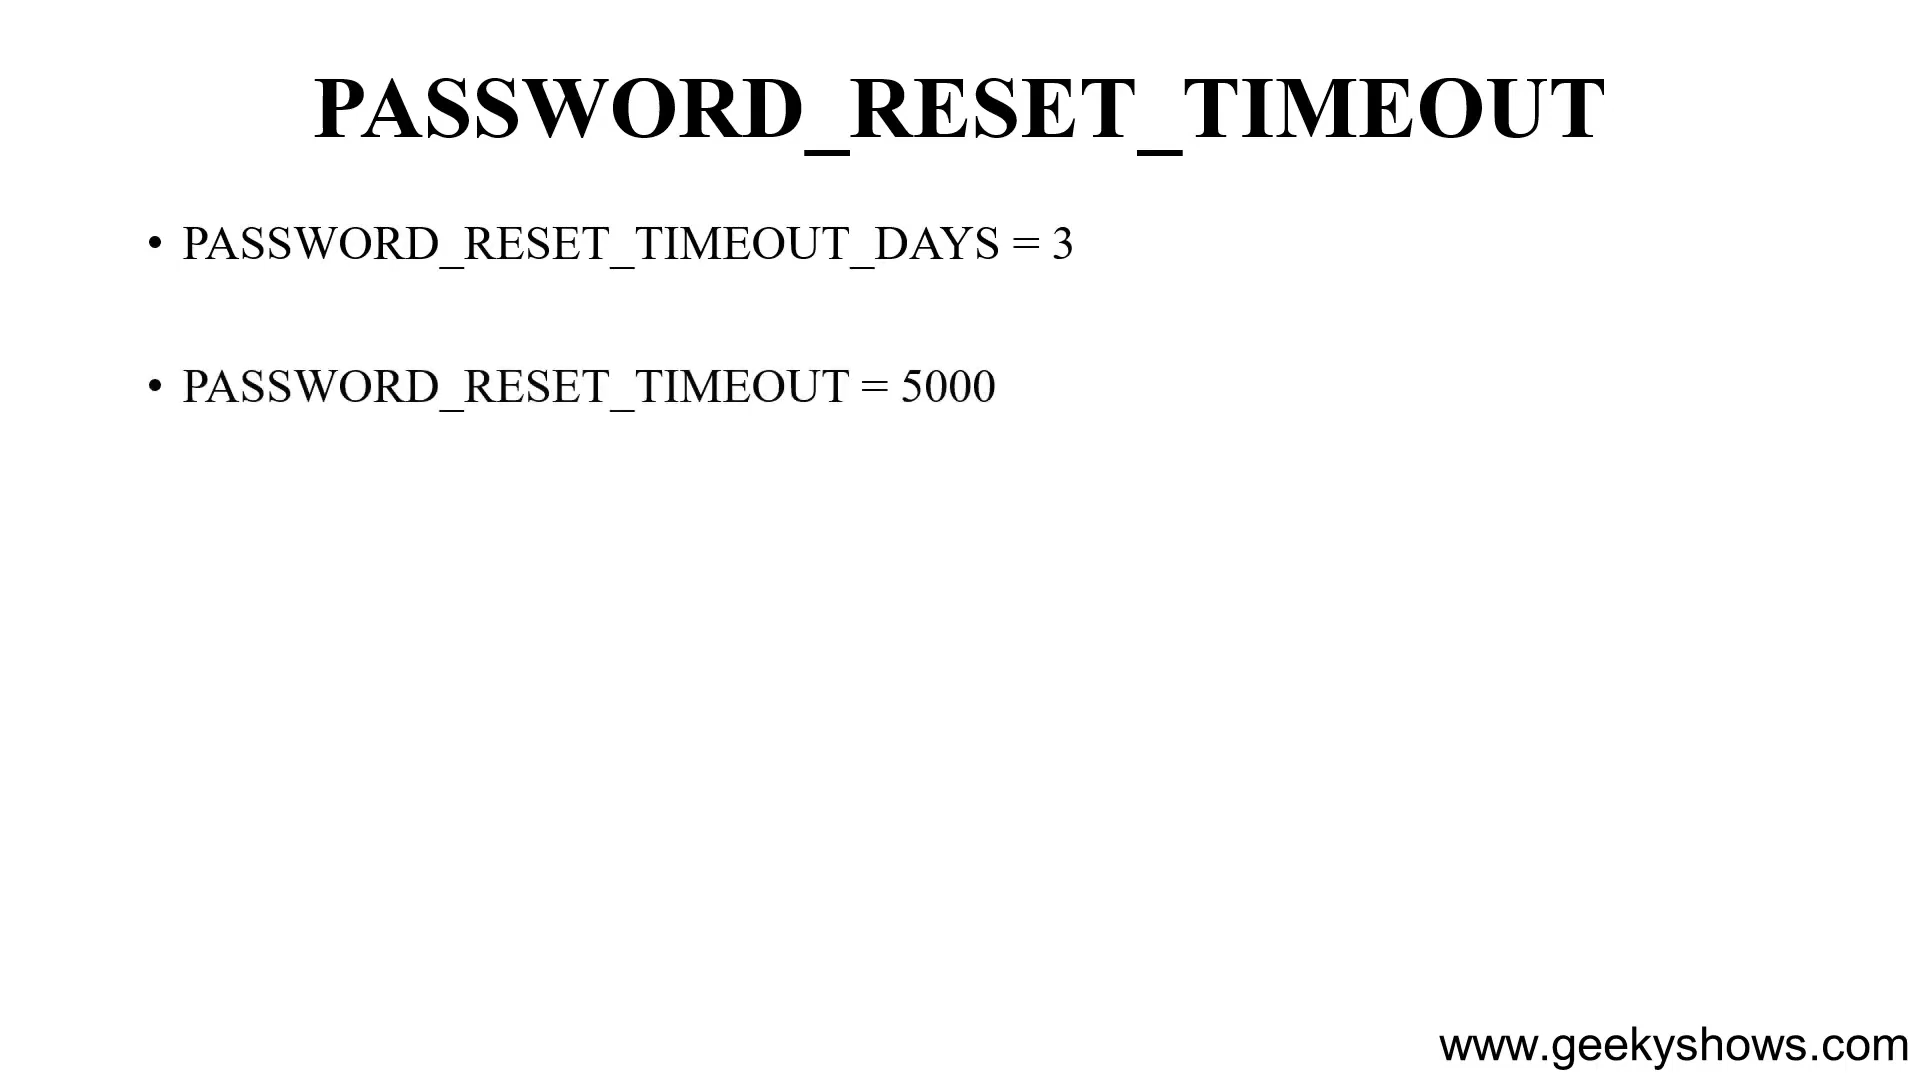 PASSWORD_RESET_TIMEOUT
• PASSWORD_RESET_TIMEOUT_DAYS = 3
• PASSWORD_RESET_TIMEOUT = 5000
www.geekyshows.com